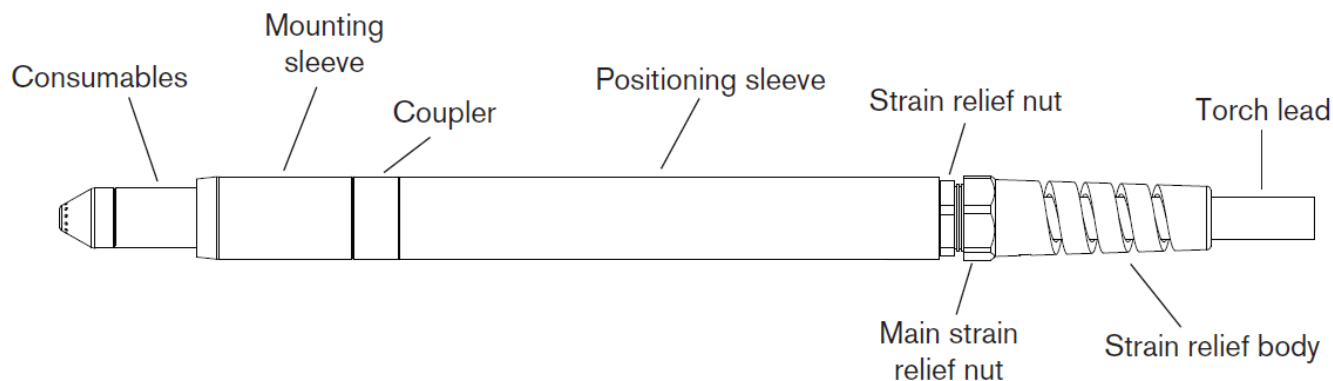 Consumables
Mounting
sleeve
Coupler
Positioning sleeve
Strain relief nut
Torch lead
Main strain
relief nut
Strain relief body